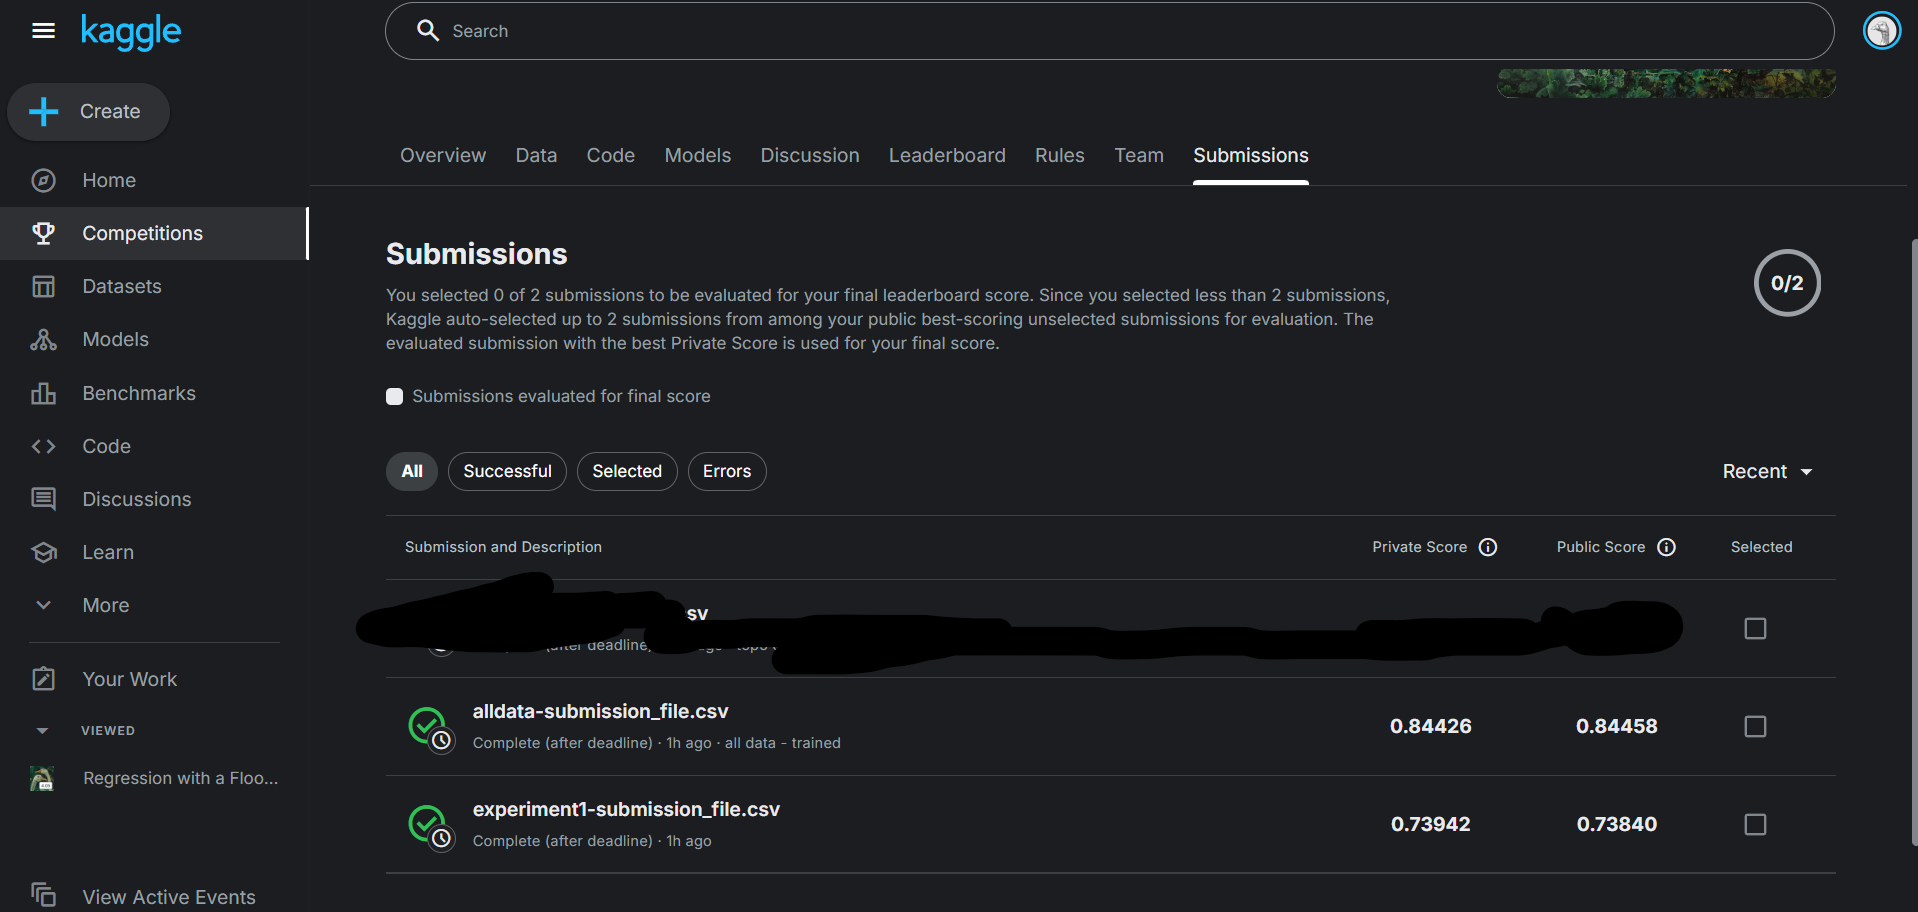 kaggle
Search
Create
Home
Competitions
Datasets
Models
Benchmarks
Code
Discussions
Learn
More
Your Work
VIEWED
Regression with a Floo...
View Active Events
Overview Data Code Models Discussion Leaderboard Rules Team Submissions
Submissions
You selected 0 of 2 submissions to be evaluated for your final leaderboard score. Since you selected less than 2 submissions,
Kaggle auto-selected up to 2 submissions from among your public best-scoring unselected submissions for evaluation. The
evaluated submission with the best Private Score is used for your final score.
0/2
Submissions evaluated for final score
All Successful Selected Errors
Recent
Submission and Description Private Score Public Score Selected
sv
(after deadline)
alldata-submission_file.csv
Complete (after deadline) · 1h ago · all data - trained
0.84426 0.84458
experiment1-submission_file.csv
Complete (after deadline) · 1h ago
0.73942 0.73840